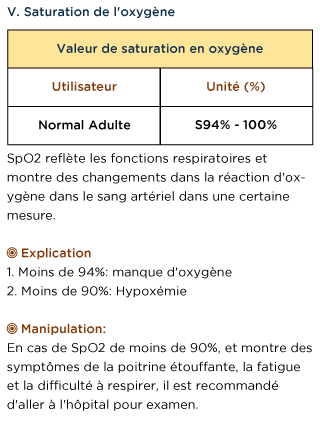 V. Saturation de l'oxygène
Valeur de saturation en oxygène
Utilisateur Unité (%)
Normal Adulte S94% - 100%
SpO2 reflète les fonctions respiratoires et
montre des changements dans la réaction d'ox-
ygène dans le sang artériel dans une certaine
mesure.
Explication
1. Moins de 94%: manque d'oxygène
2. Moins de 90%: Hypoxémie
Manipulation:
En cas de SpO2 de moins de 90%, et montre des
symptômes de la poitrine étouffante, la fatigue
et la difficulté à respirer, il est recommandé
d'aller à l'hôpital pour examen.